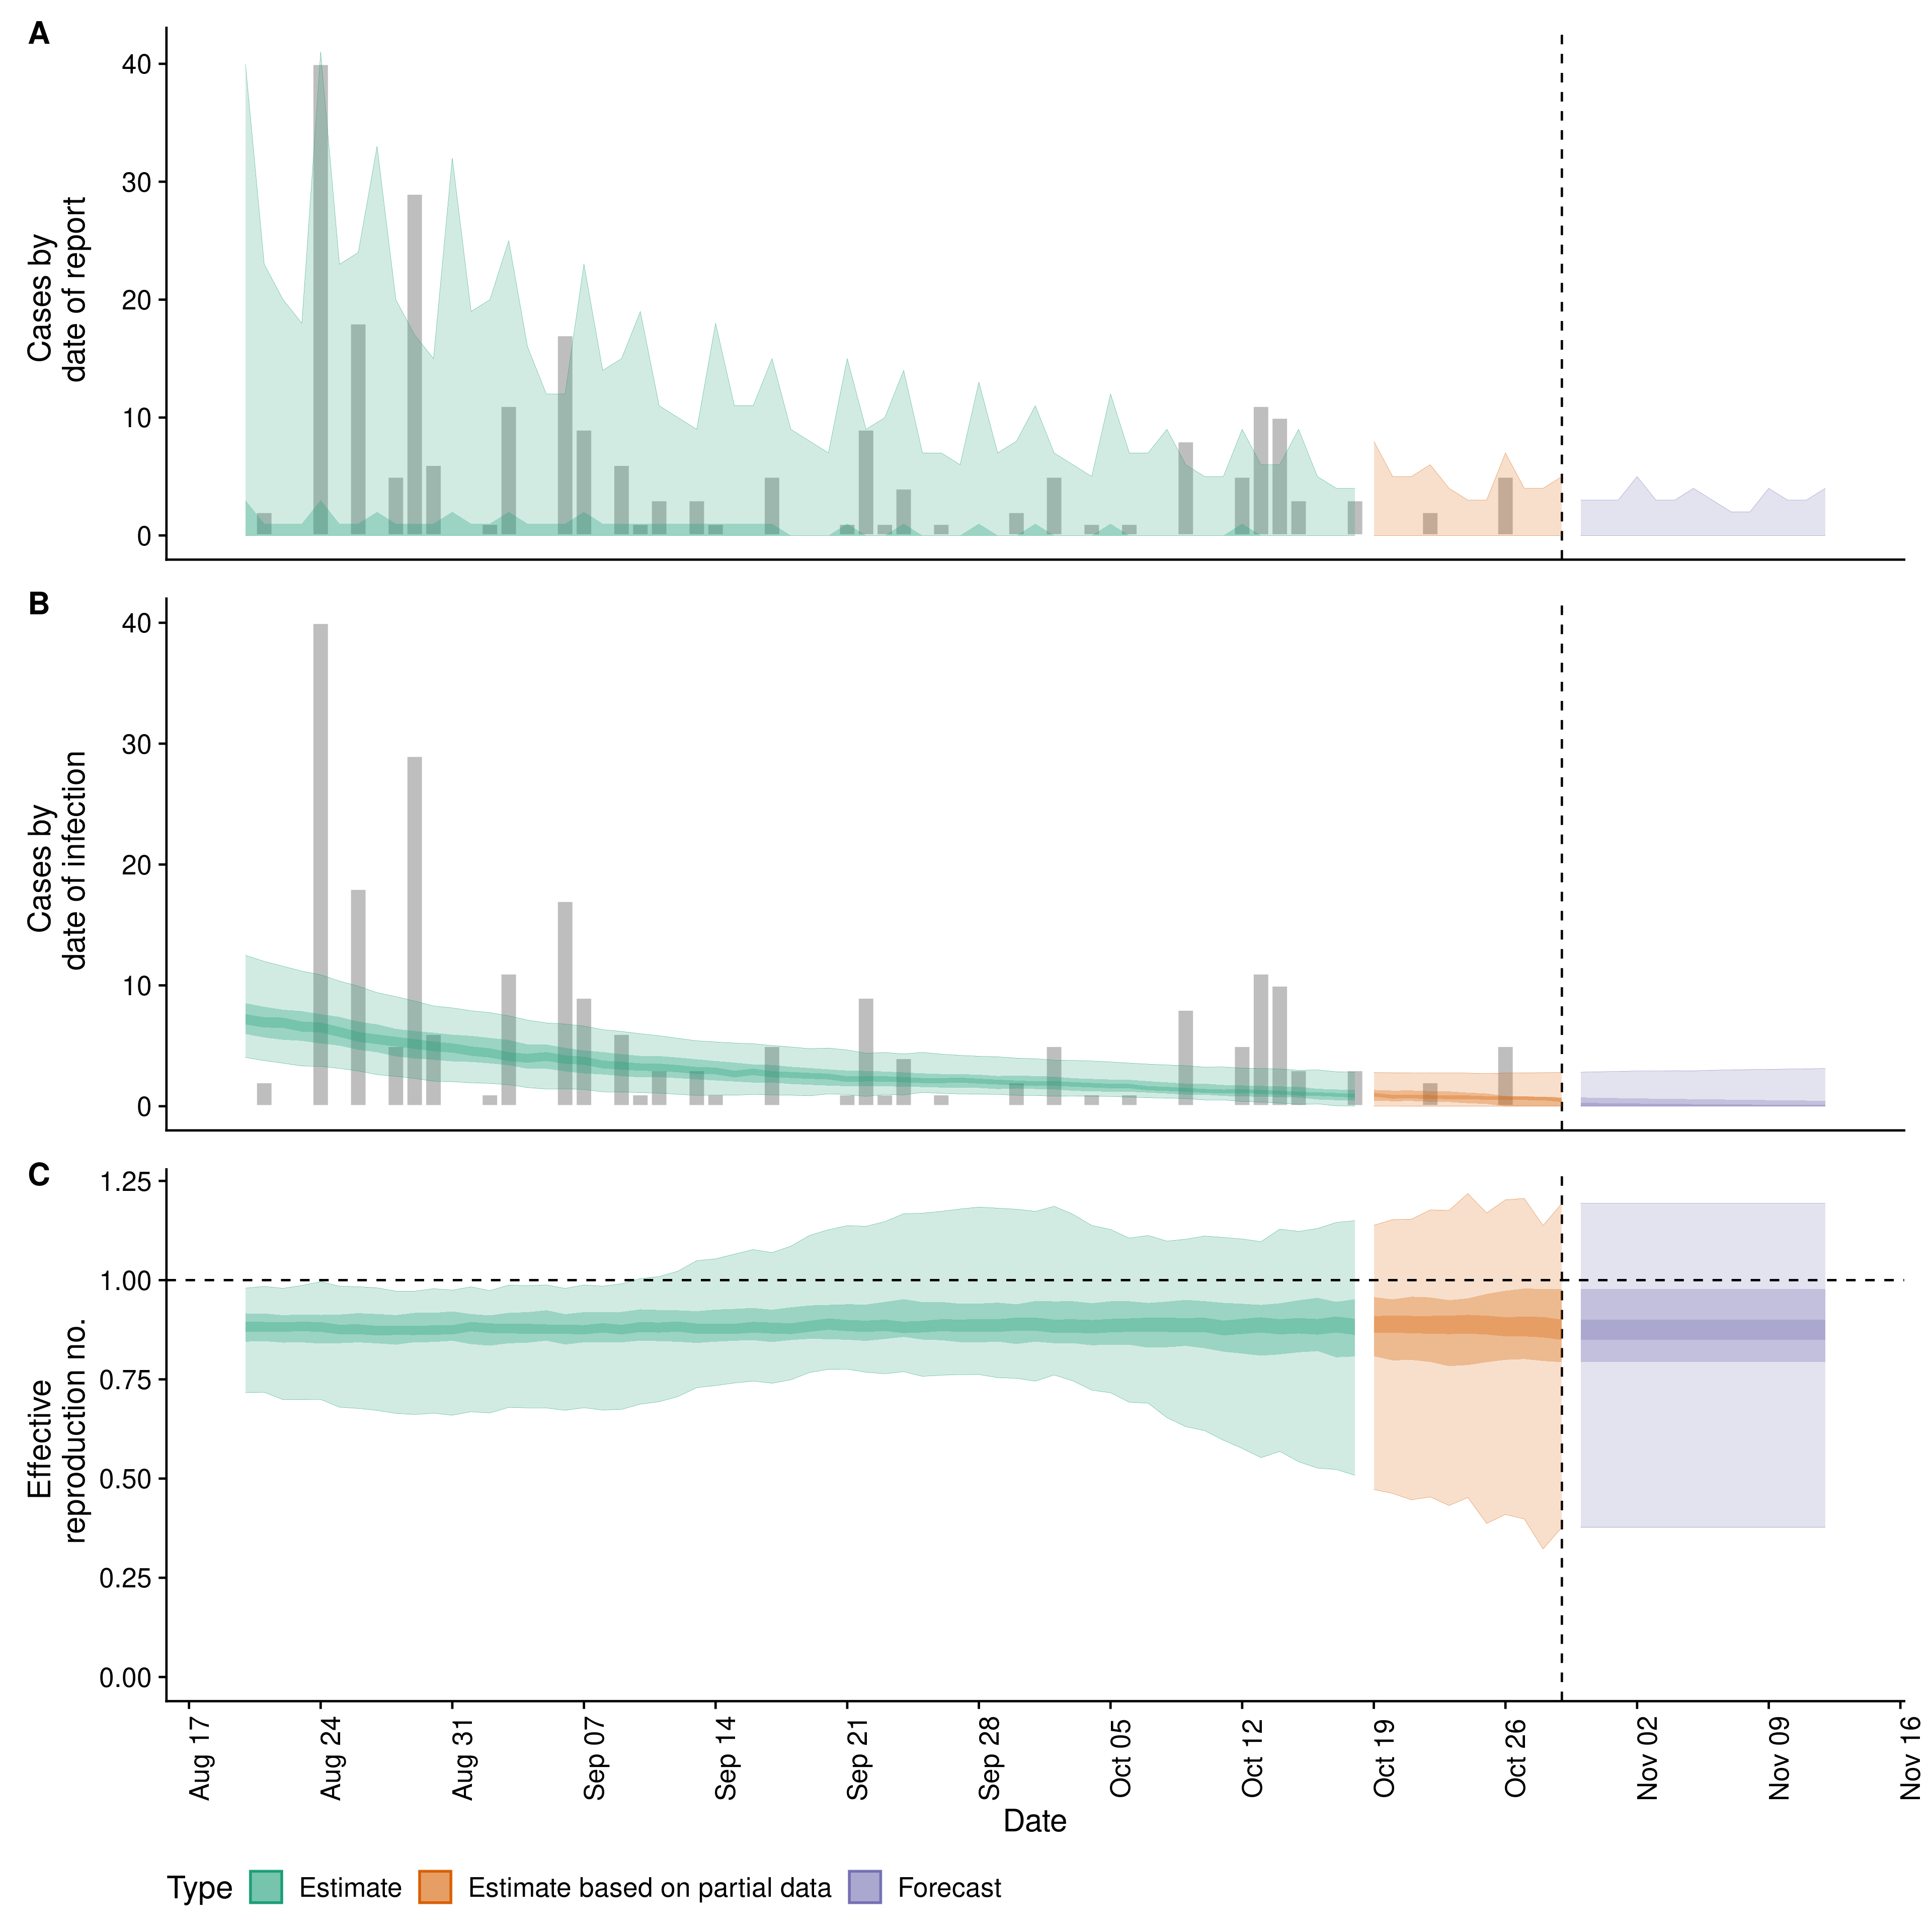 A
40
30
20
10
0
Cases by
date of report
B
40
30
20
10
0
Cases by
date of infection
C
1.25
1.00
0.75
0.50
0.25
0.00
Effective
reproduction no.
Aug 17
Aug 24
Aug 31
Sep 07
Sep 14
Sep 21
Sep 28
Oct 05
Oct 12
Oct 19
Oct 26
Nov 02
Nov 09
Nov 16
Date
Type Estimate Estimate based on partial data Forecast